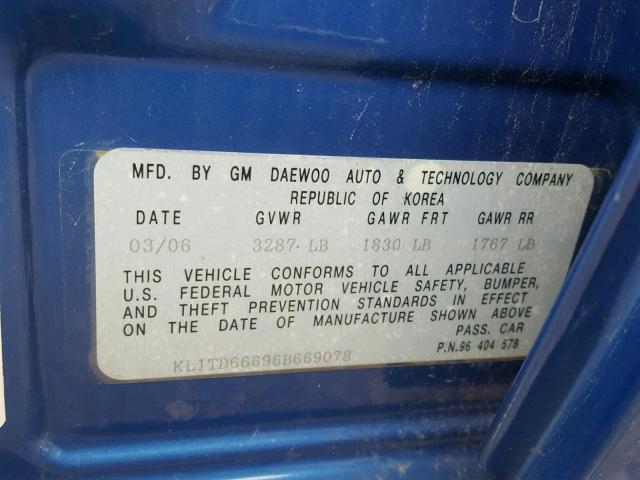 MFD. BY GM DAEWOO AUTO & TECHNOLOGY COMPANY
REPUBLIC OF KOREA
DATE GVWR GAWR FRT GAWR RR
03/06 3287 LB 1830 LB 1767 LB
THIS VEHICLE CONFORMS TO ALL APPLICABLE
U.S. FEDERAL MOTOR VEHICLE SAFETY, BUMPER,
AND THEFT PREVENTION STANDARDS IN EFFECT
ON THE DATE OF MANUFACTURE SHOWN ABOVE
PASS. CAR
P.N.96 404 578
KL1TD66696B669078